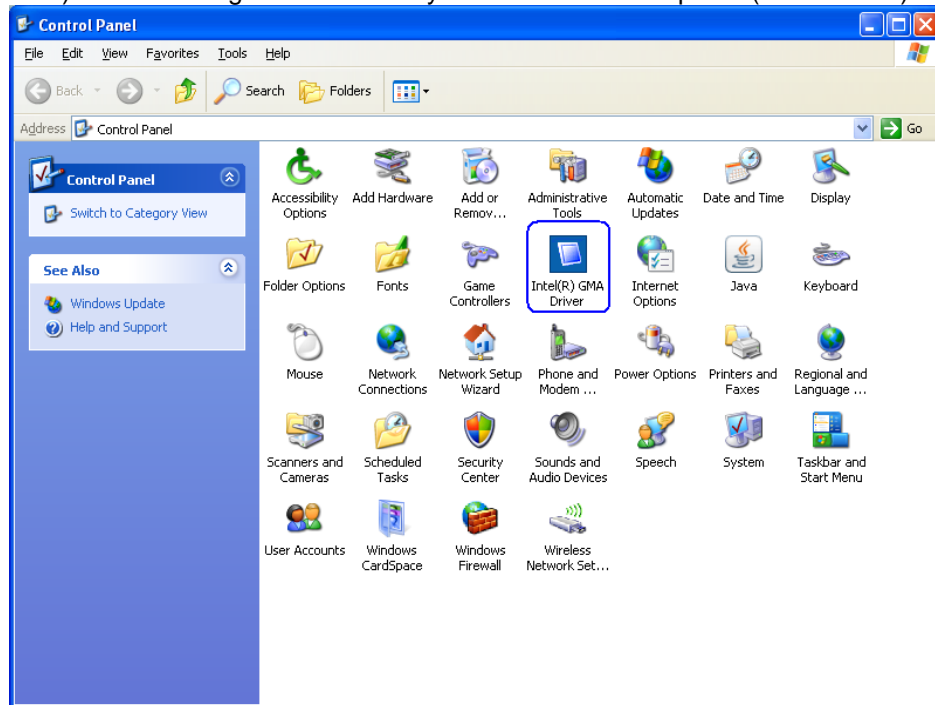 Control Panel
File Edit View Favorites Tools Help
Back Search Folders
Address Control Panel Go
Control Panel
Switch to Category View
See Also
Windows Update
Help and Support
Accessibility Options
Add Hardware
Add or Remov...
Administrative Tools
Automatic Updates
Date and Time
Display
Folder Options
Fonts
Game Controllers
Intel(R) GMA Driver
Internet Options
Java
Keyboard
Mouse
Network Connections
Network Setup Wizard
Phone and Modem ...
Power Options
Printers and Faxes
Regional and Language ...
Scanners and Cameras
Scheduled Tasks
Security Center
Sounds and Audio Devices
Speech
System
Taskbar and Start Menu
User Accounts
Windows CardSpace
Windows Firewall
Wireless Network Set...